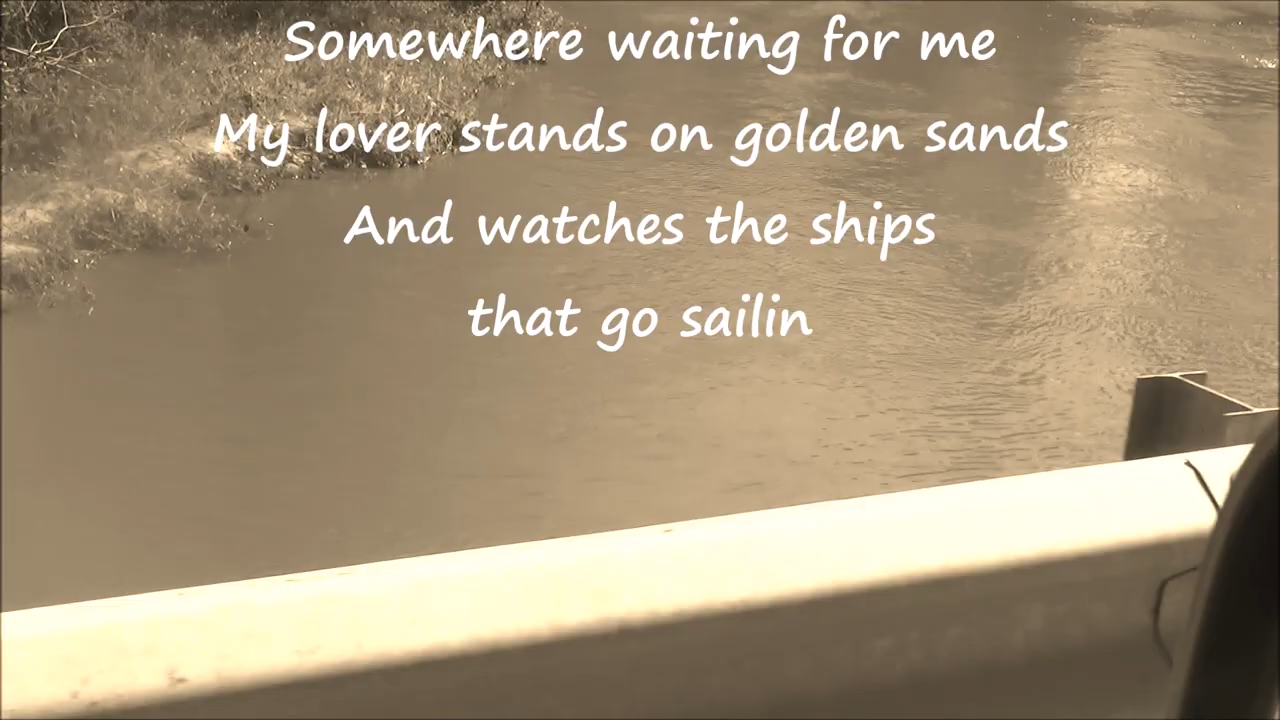 Somewhere waiting for me
My lover stands on golden sands
And watches the ships
that go sailin